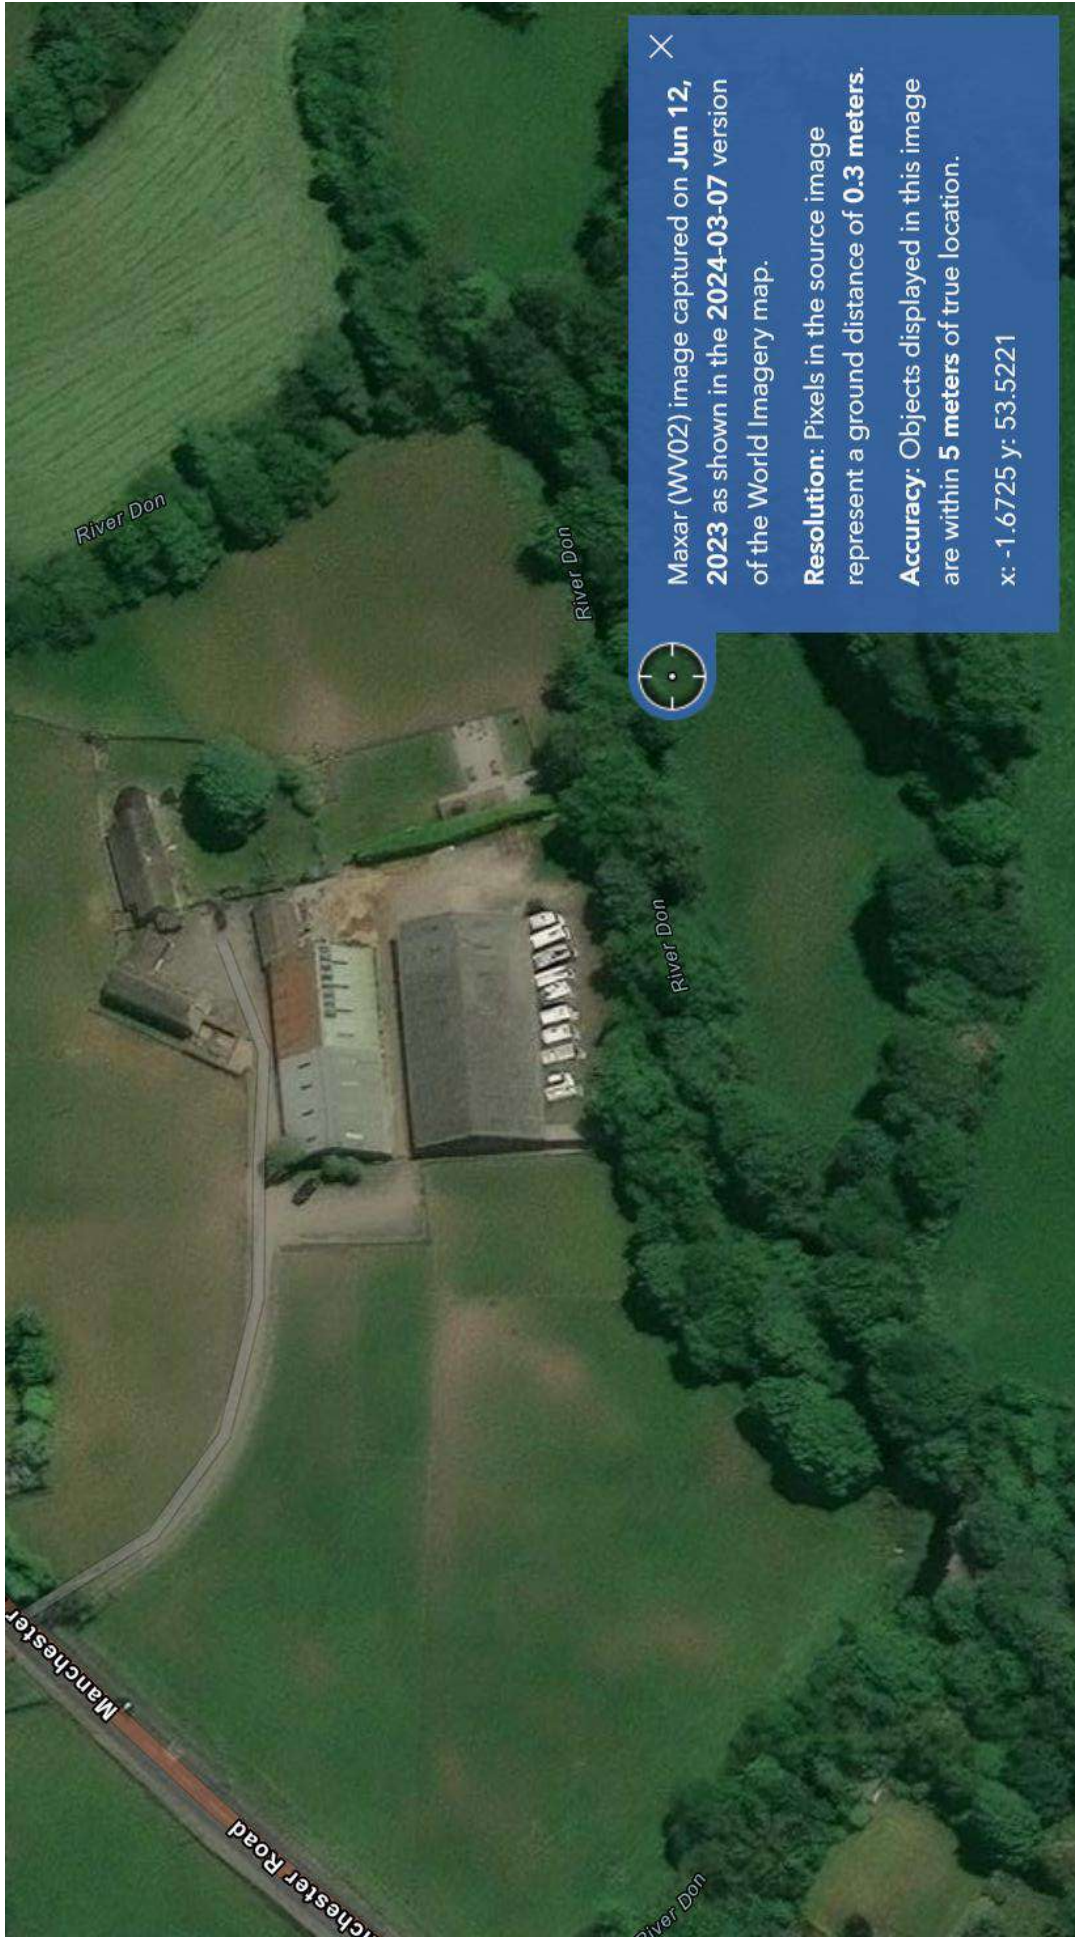 Maxar (WV02) image captured on Jun 12,
2023 as shown in the 2024-03-07 version
of the World Imagery map.
Resolution: Pixels in the source image
represent a ground distance of 0.3 meters.
Accuracy: Objects displayed in this image
are within 5 meters of true location.
x: -1.6725 y: 53.5221
River Don
River Don
River Don
River Don
Manchester
nchester Road